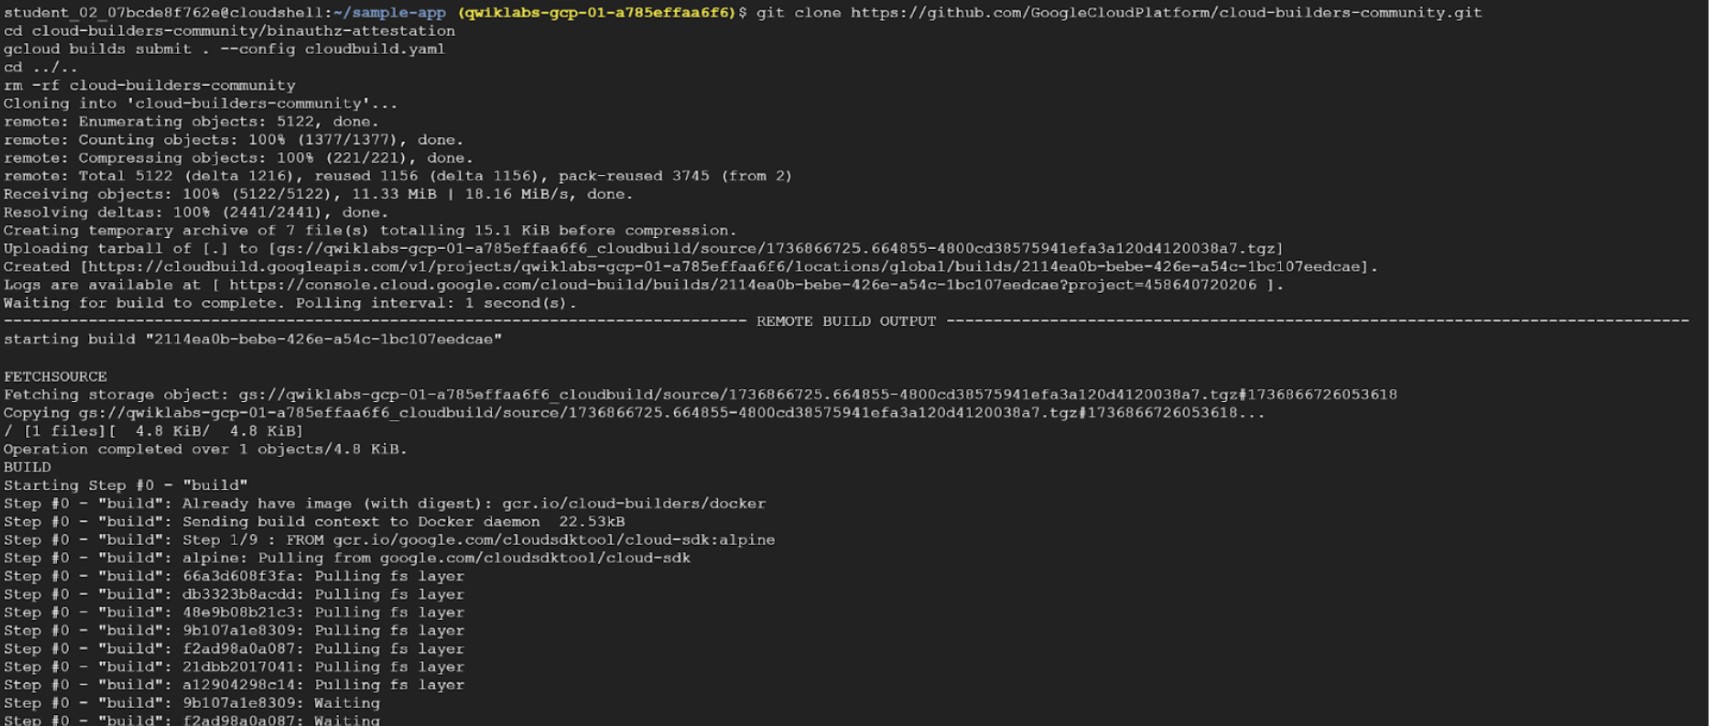 student_02_07bcde8f762e@cloudshell:~/sample-app (qwiklabs-gcp-01-a785effaa6f6)$ git clone https://github.com/GoogleCloudPlatform/cloud-builders-community.git
cd cloud-builders-community/binauthz-attestation
gcloud builds submit . --config cloudbuild.yaml
cd ../..
rm -rf cloud-builders-community
Cloning into 'cloud-builders-community'...
remote: Enumerating objects: 5122, done.
remote: Counting objects: 100% (1377/1377), done.
remote: Compressing objects: 100% (221/221), done.
remote: Total 5122 (delta 1216), reused 1156 (delta 1156), pack-reused 3745 (from 2)
Receiving objects: 100% (5122/5122), 11.33 MiB | 18.16 MiB/s, done.
Resolving deltas: 100% (2441/2441), done.
Creating temporary archive of 7 file(s) totalling 15.1 KiB before compression.
Uploading tarball of [.] to [gs://qwiklabs-gcp-01-a785effaa6f6_cloudbuild/source/1736866725.664855-4800cd38575941efa3a120d4120038a7.tgz]
Created [https://cloudbuild.googleapis.com/v1/projects/qwiklabs-gcp-01-a785effaa6f6/locations/global/builds/2114ea0b-bebe-426e-a54c-1bc107eedcae].
Logs are available at [ https://console.cloud.google.com/cloud-build/builds/2114ea0b-bebe-426e-a54c-1bc107eedcae?project=458640720206 ].
Waiting for build to complete. Polling interval: 1 second(s).
------------------------------------------------------------------------------- REMOTE BUILD OUTPUT -------------------------------------------------------------------------------
starting build "2114ea0b-bebe-426e-a54c-1bc107eedcae"
FETCHSOURCE
Fetching storage object: gs://qwiklabs-gcp-01-a785effaa6f6_cloudbuild/source/1736866725.664855-4800cd38575941efa3a120d4120038a7.tgz#1736866726053618
Copying gs://qwiklabs-gcp-01-a785effaa6f6_cloudbuild/source/1736866725.664855-4800cd38575941efa3a120d4120038a7.tgz#1736866726053618...
/ [1 files][  4.8 KiB/  4.8 KiB]
Operation completed over 1 objects/4.8 KiB.
BUILD
Starting Step #0 - "build"
Step #0 - "build": Already have image (with digest): gcr.io/cloud-builders/docker
Step #0 - "build": Sending build context to Docker daemon  22.53kB
Step #0 - "build": Step 1/9 : FROM gcr.io/google.com/cloudsdktool/cloud-sdk:alpine
Step #0 - "build": alpine: Pulling from google.com/cloudsdktool/cloud-sdk
Step #0 - "build": 66a3d608f3fa: Pulling fs layer
Step #0 - "build": db3323b8acdd: Pulling fs layer
Step #0 - "build": 48e9b08b21c3: Pulling fs layer
Step #0 - "build": 9b107a1e8309: Pulling fs layer
Step #0 - "build": f2ad98a0a087: Pulling fs layer
Step #0 - "build": 21dbb2017041: Pulling fs layer
Step #0 - "build": a12904298c14: Pulling fs layer
Step #0 - "build": 9b107a1e8309: Waiting
Step #0 - "build": f2ad98a0a087: Waiting